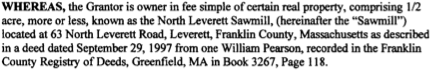 WHEREAS, the Grantor is owner in fee simple of certain real property, comprising 1/2
acre, more or less, known as the North Leverett Sawmill, (hereinafter the “Sawmill”)
located at 63 North Leverett Road, Leverett, Franklin County, Massachusetts as described
in a deed dated September 29, 1997 from one William Pearson, recorded in the Franklin
County Registry of Deeds, Greenfield, MA in Book 3267, Page 118.